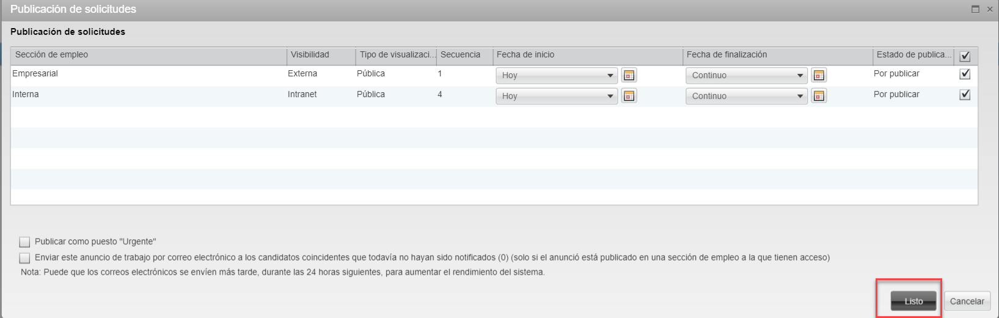 Publicación de solicitudes
Publicación de solicitudes
Sección de empleo Visibilidad Tipo de visualizaci... Secuencia Fecha de inicio Fecha de finalización Estado de publica...
Empresarial Externa Pública 1 Hoy Continuo Por publicar
Interna Intranet Pública 4 Hoy Continuo Por publicar
Publicar como puesto "Urgente"
Enviar este anuncio de trabajo por correo electrónico a los candidatos coincidentes que todavía no hayan sido notificados (0) (solo si el anunció está publicado en una sección de empleo a la que tienen acceso)
Nota: Puede que los correos electrónicos se envíen más tarde, durante las 24 horas siguientes, para aumentar el rendimiento del sistema.
Listo Cancelar